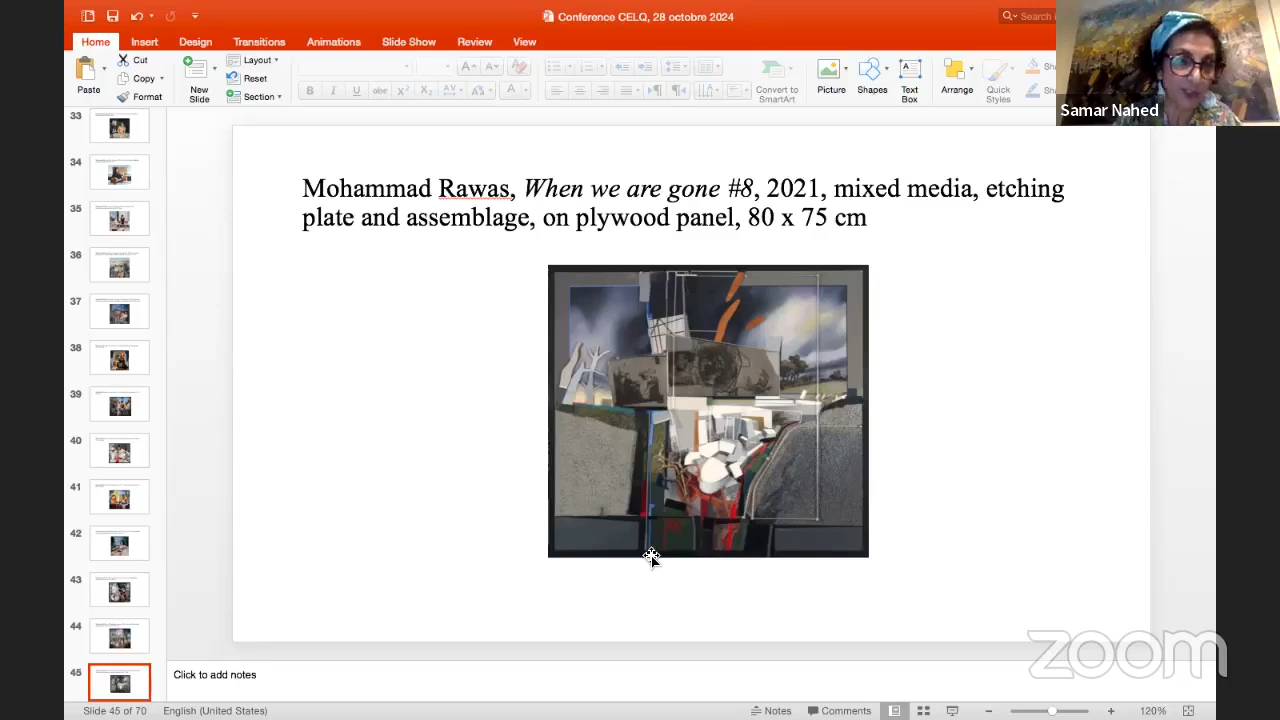 Conference CELQ, 28 octobre 2024
Search
Home Insert Design Transitions Animations Slide Show Review View
Paste
Cut
Copy
Format
New Slide
Layout
Reset
Section
Convert to SmartArt
Picture
Shapes
Text Box
Arrange
Quick Styles
Samar Nahed
33
34
35
36
37
38
39
40
41
42
43
44
45
Mohammad Rawas, When we are gone #8, 2021, mixed media, etching
plate and assemblage, on plywood panel, 80 x 75 cm
Click to add notes
zoom
Slide 45 of 70 English (United States) Notes Comments 120%